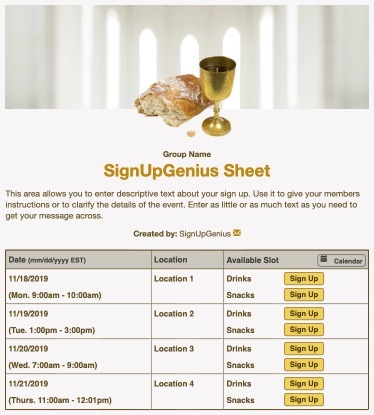 Group Name
SignUpGenius Sheet
This area allows you to enter descriptive text about your sign up. Use it to give your members
instructions or to clarify the details of the event. Enter as little or as much text as you need to
get your message across.
Created by: SignUpGenius
Date (mm/dd/yyyy EST) Location Available Slot Calendar
11/18/2019 Location 1 Drinks Sign Up
(Mon. 9:00am - 10:00am) Snacks Sign Up
11/19/2019 Location 2 Drinks Sign Up
(Tue. 1:00pm - 3:00pm) Snacks Sign Up
11/20/2019 Location 3 Drinks Sign Up
(Wed. 7:00am - 9:00am) Snacks Sign Up
11/21/2019 Location 4 Drinks Sign Up
(Thurs. 11:00am - 12:01pm) Snacks Sign Up